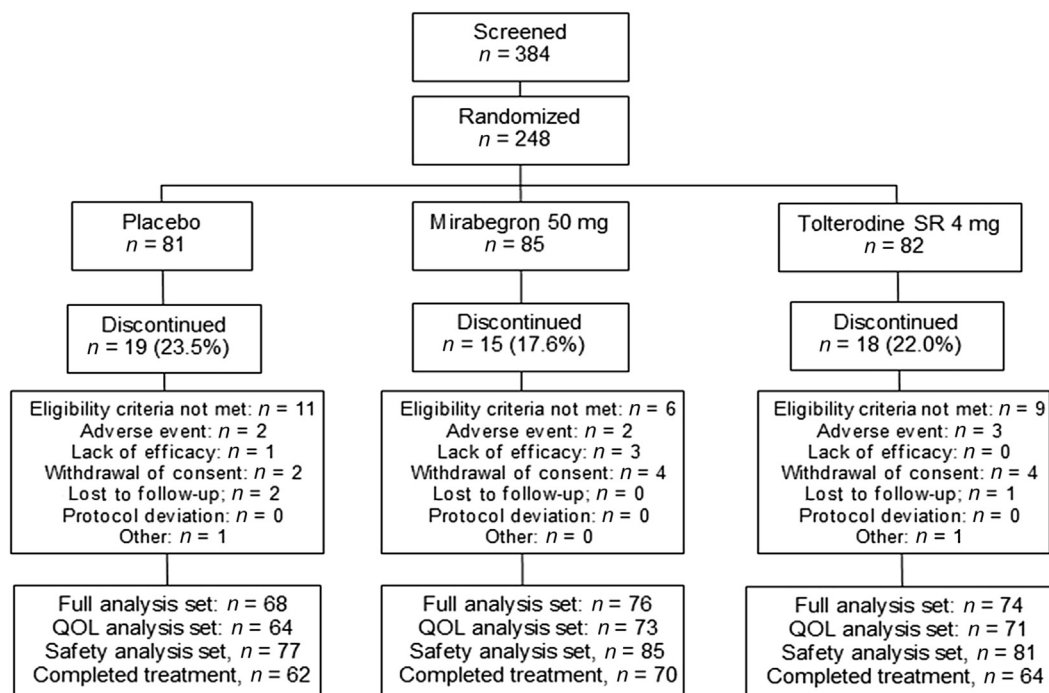 Screened
n = 384
Randomized
n = 248
Placebo
n = 81
Mirabegron 50 mg
n = 85
Tolterodine SR 4 mg
n = 82
Discontinued
n = 19 (23.5%)
Discontinued
n = 15 (17.6%)
Discontinued
n = 18 (22.0%)
Eligibility criteria not met: n = 11
Adverse event: n = 2
Lack of efficacy: n = 1
Withdrawal of consent: n = 2
Lost to follow-up; n = 2
Protocol deviation: n = 0
Other: n = 1
Eligibility criteria not met: n = 6
Adverse event: n = 2
Lack of efficacy: n = 3
Withdrawal of consent: n = 4
Lost to follow-up; n = 0
Protocol deviation: n = 0
Other: n = 0
Eligibility criteria not met: n = 9
Adverse event: n = 3
Lack of efficacy: n = 0
Withdrawal of consent: n = 4
Lost to follow-up; n = 1
Protocol deviation: n = 0
Other: n = 1
Full analysis set: n = 68
QOL analysis set: n = 64
Safety analysis set, n = 77
Completed treatment, n = 62
Full analysis set: n = 76
QOL analysis set: n = 73
Safety analysis set, n = 85
Completed treatment, n = 70
Full analysis set: n = 74
QOL analysis set: n = 71
Safety analysis set, n = 81
Completed treatment, n = 64